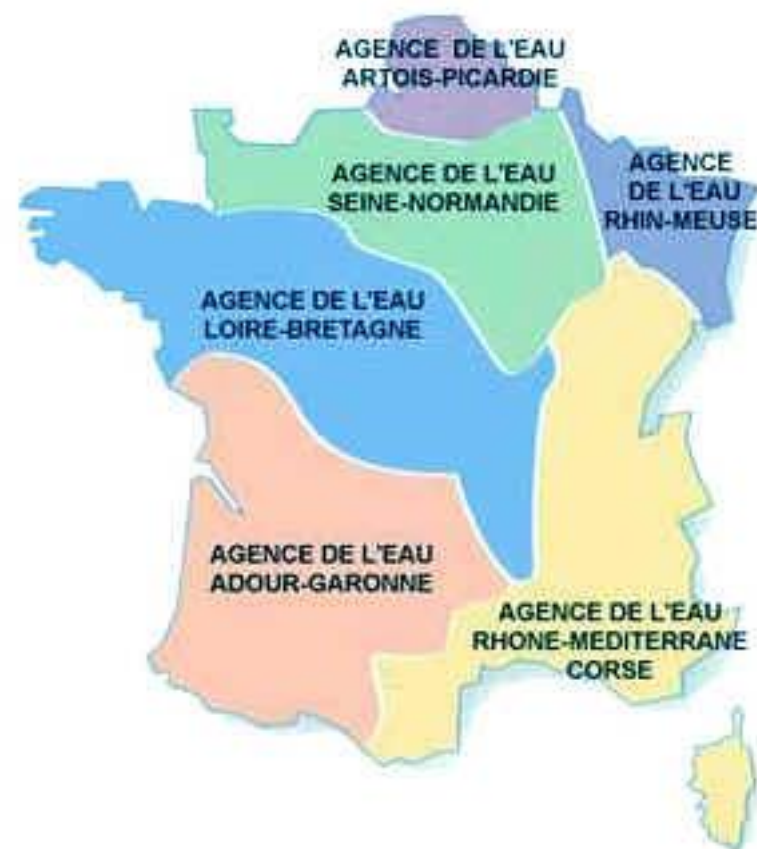 AGENCE DE L'EAU
ARTOIS-PICARDIE
AGENCE DE L'EAU
SEINE-NORMANDIE
AGENCE
DE L'EAU
RHIN-MEUSE
AGENCE DE L'EAU
LOIRE-BRETAGNE
AGENCE DE L'EAU
ADOUR-GARONNE
AGENCE DE L'EAU
RHONE-MEDITERRANE
CORSE